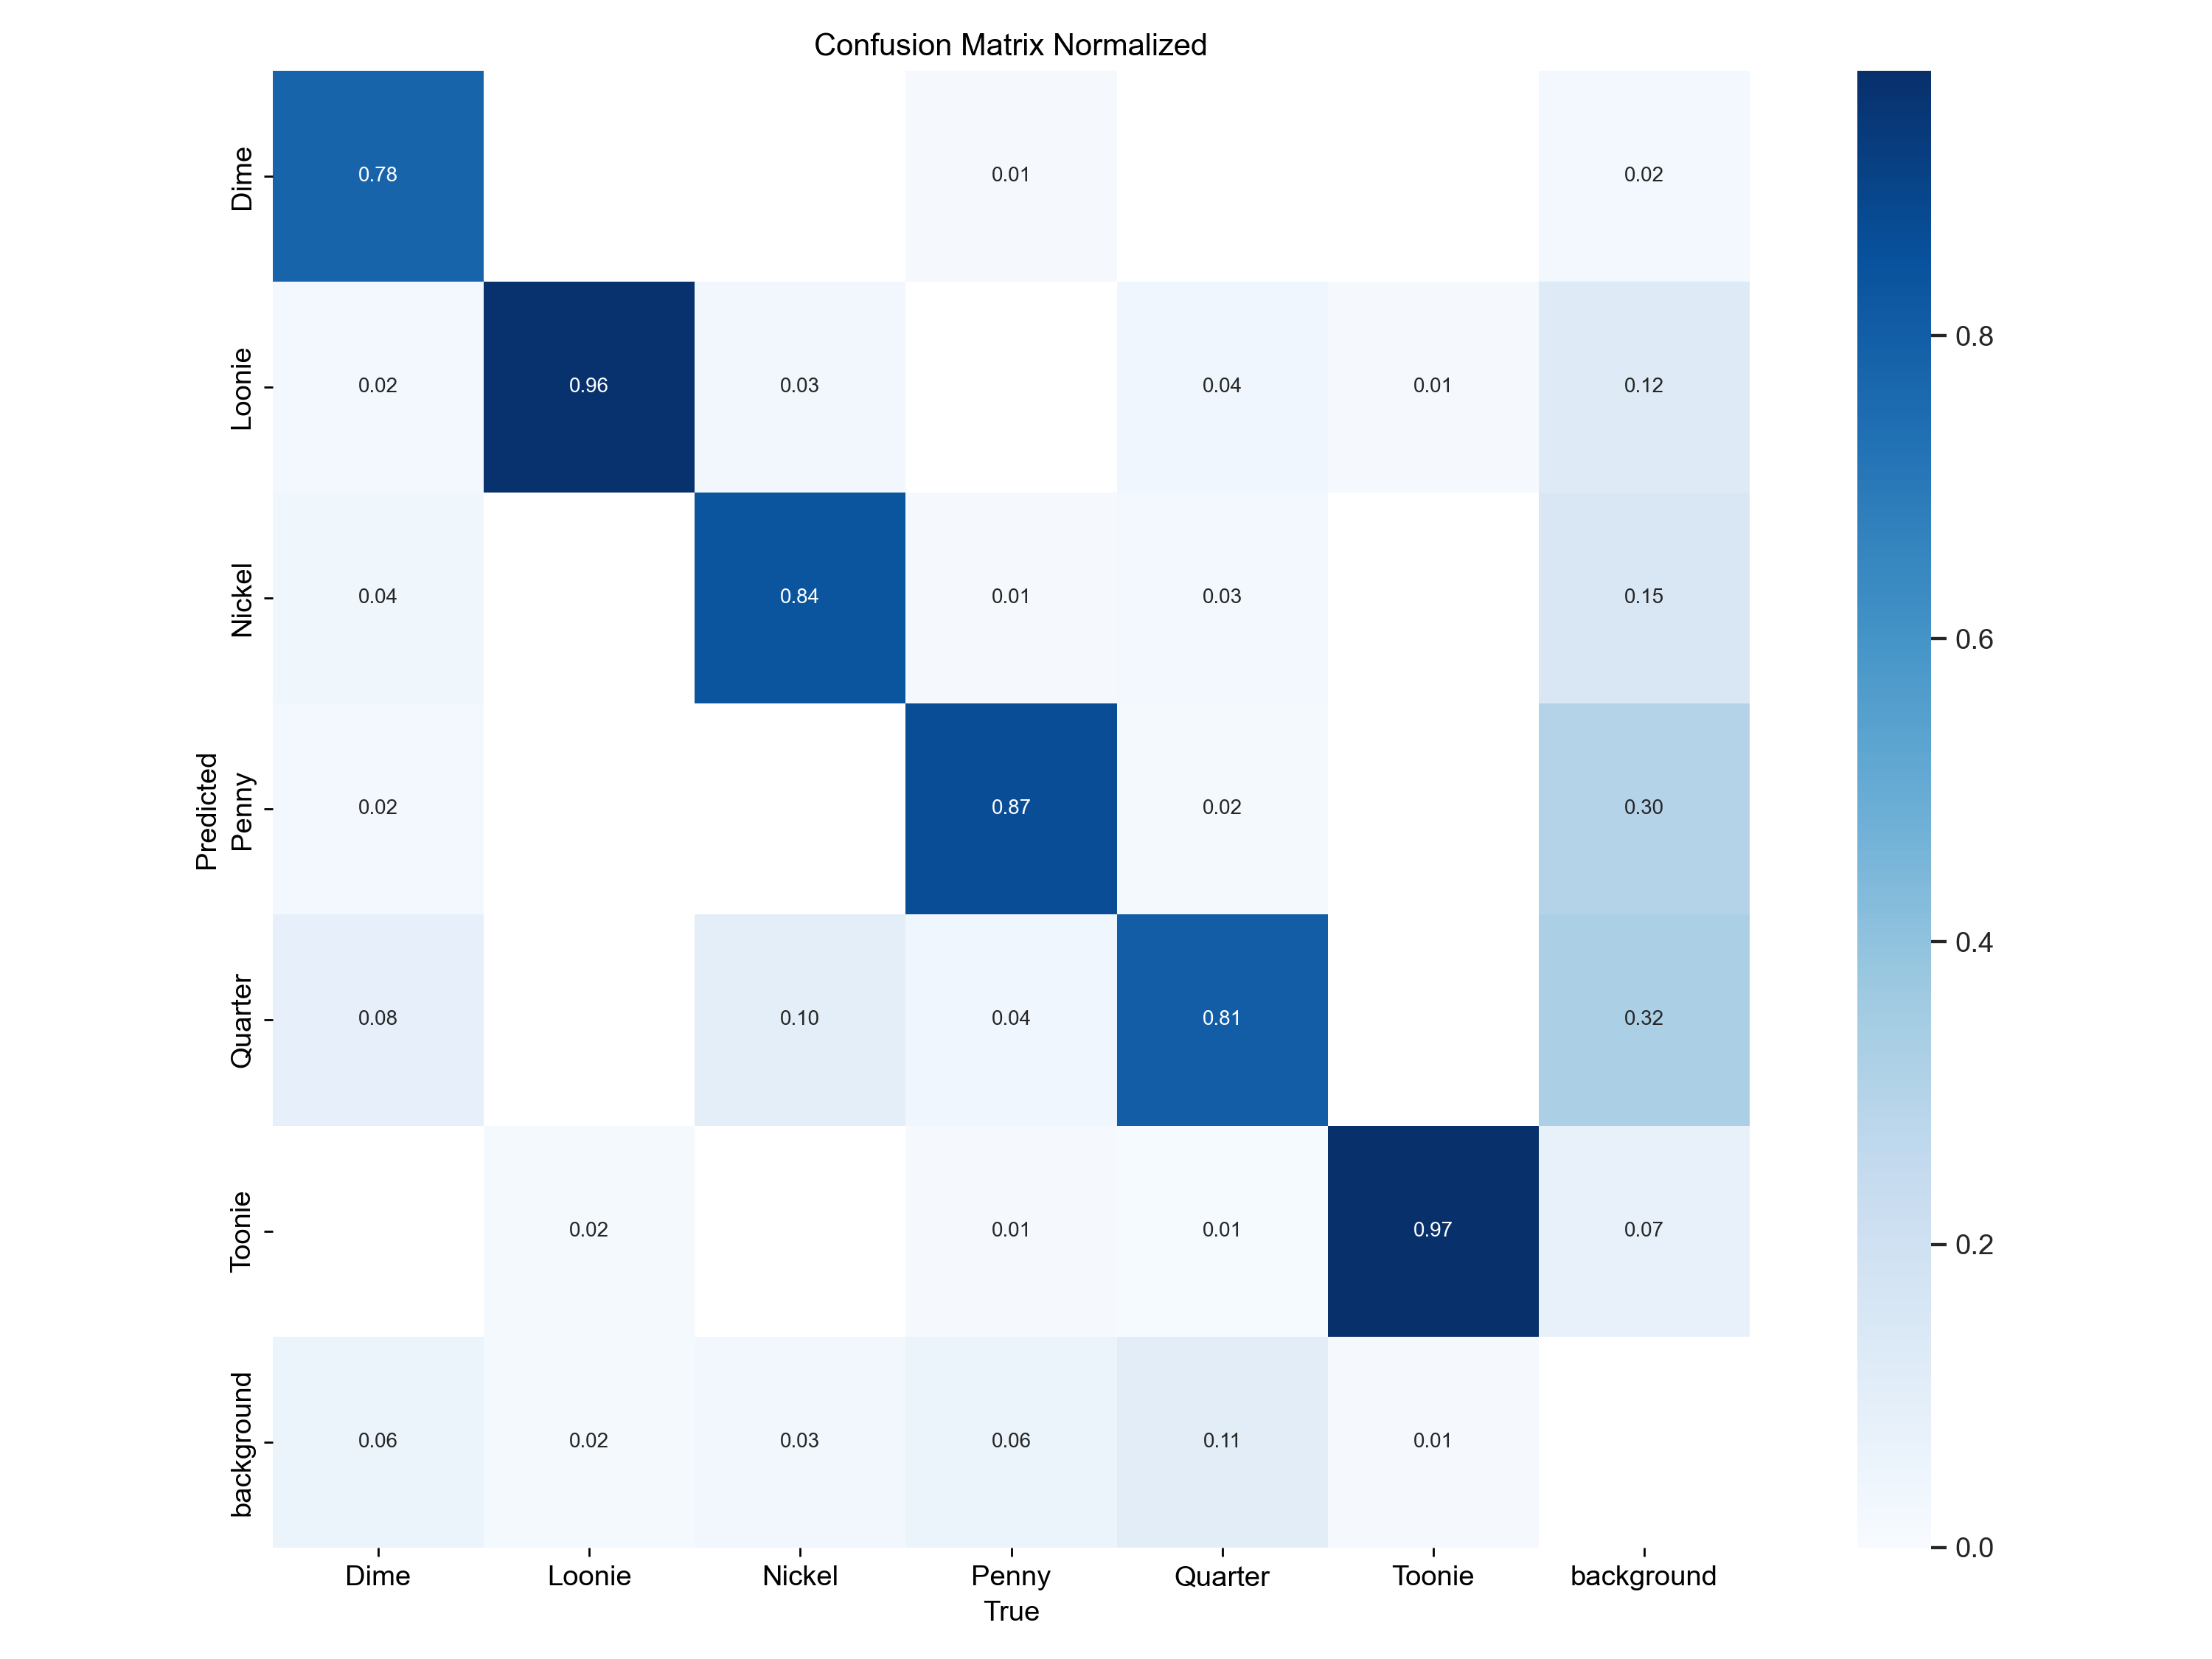 Confusion Matrix Normalized
Dime
0.78
0.01
0.02
Loonie
0.02
0.96
0.03
0.04
0.01
0.12
0.8
Nickel
0.04
0.84
0.01
0.03
0.15
0.6
Predicted
Penny
0.02
0.87
0.02
0.30
0.4
Quarter
0.08
0.10
0.04
0.81
0.32
Toonie
0.02
0.01
0.01
0.97
0.07
0.2
background
0.06
0.02
0.03
0.06
0.11
0.01
0.0
Dime
Loonie
Nickel
Penny
Quarter
Toonie
background
True